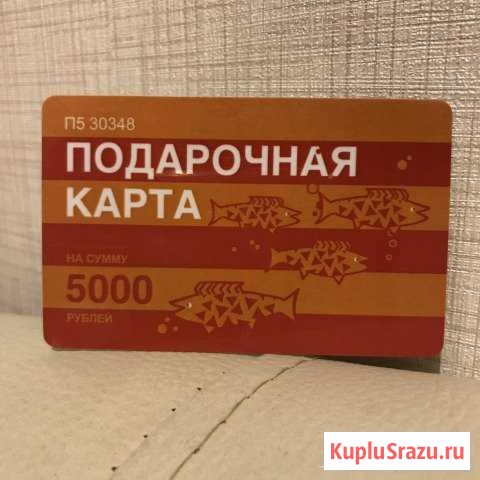 П5 30348
ПОДАРОЧНАЯ
КАРТА
НА СУММУ
5000
РУБЛЕЙ
KupluSrazu.ru